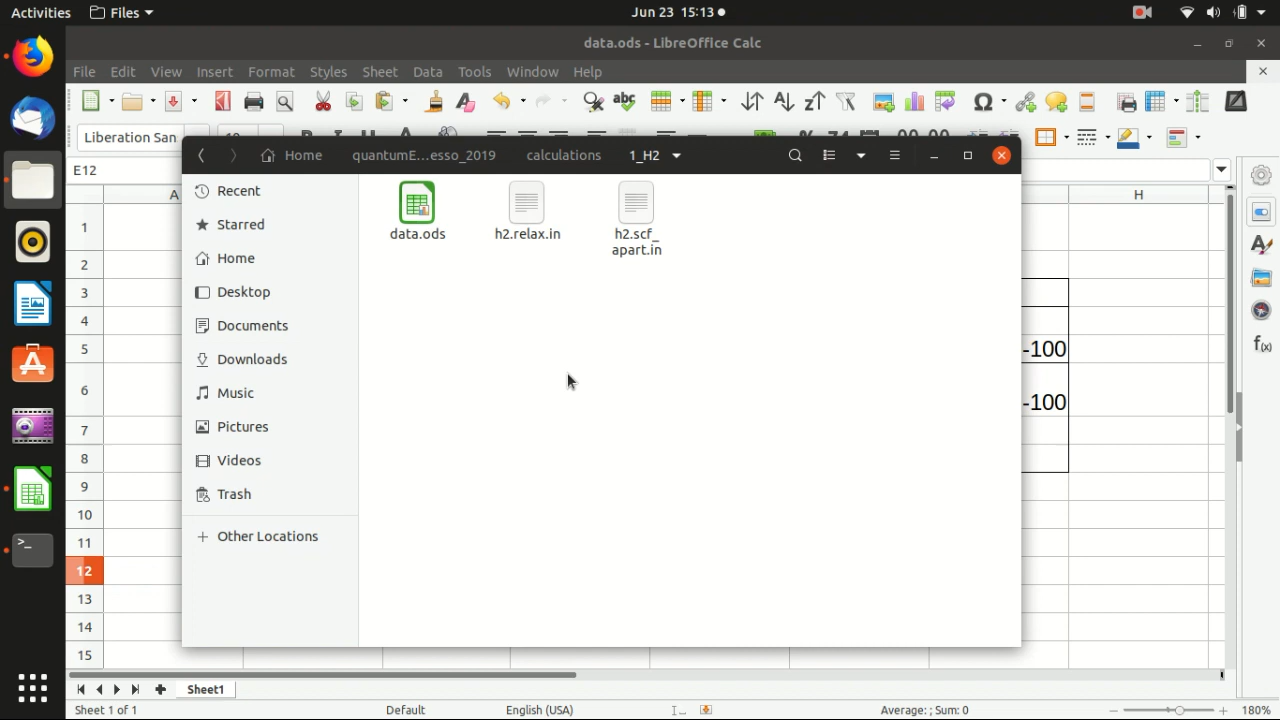 Activities Files Jun 23 15:13
data.ods - LibreOffice Calc
File Edit View Insert Format Styles Sheet Data Tools Window Help
Liberation San
E12
Home quantumE...esso_2019 calculations 1_H2
Recent
Starred
Home
Desktop
Documents
Downloads
Music
Pictures
Videos
Trash
+ Other Locations
data.ods
h2.relax.in
h2.scf_
apart.in
A
H
1
2
3
4
5
6
7
8
9
10
11
12
13
14
15
-100
-100
Sheet1
Sheet 1 of 1 Default English (USA) Average: ; Sum: 0 180%